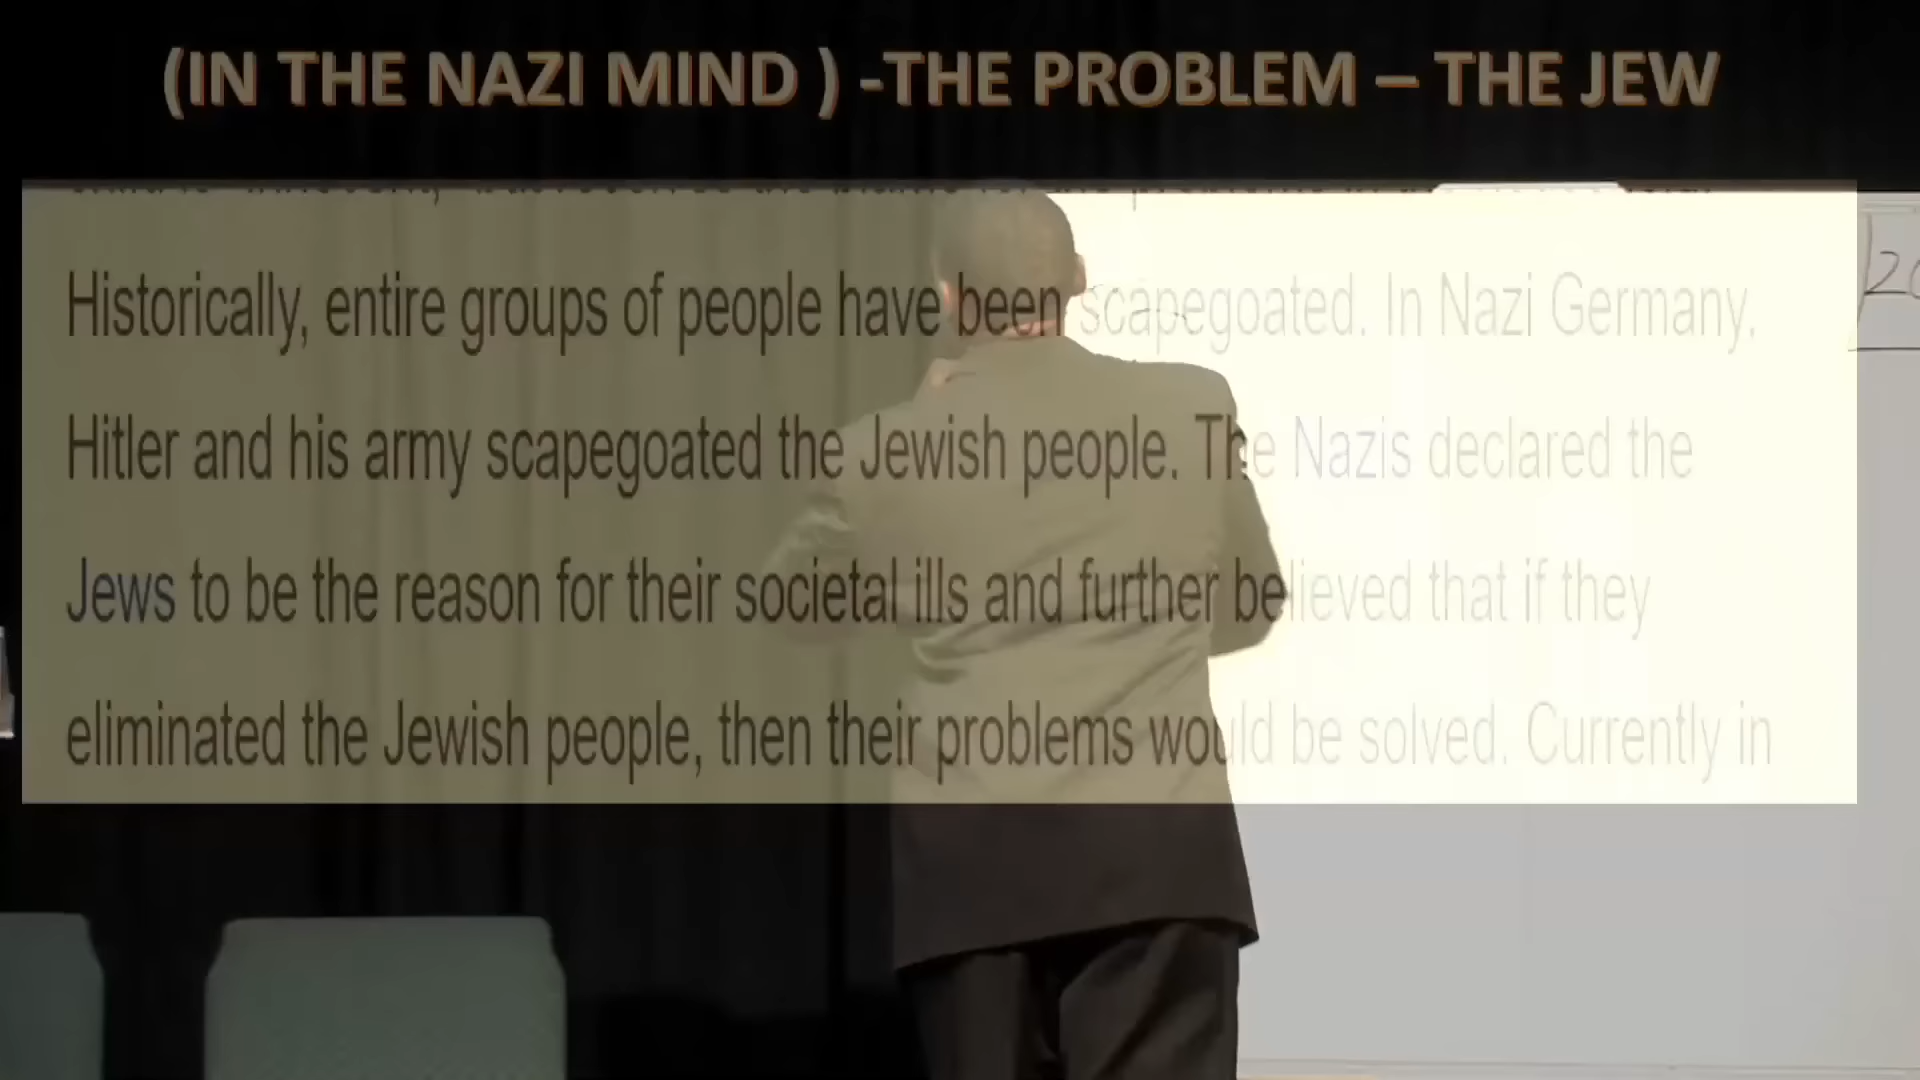 (IN THE NAZI MIND ) -THE PROBLEM – THE JEW
Historically, entire groups of people have been scapegoated. In Nazi Germany,
Hitler and his army scapegoated the Jewish people. The Nazis declared the
Jews to be the reason for their societal ills and further believed that if they
eliminated the Jewish people, then their problems would be solved. Currently in